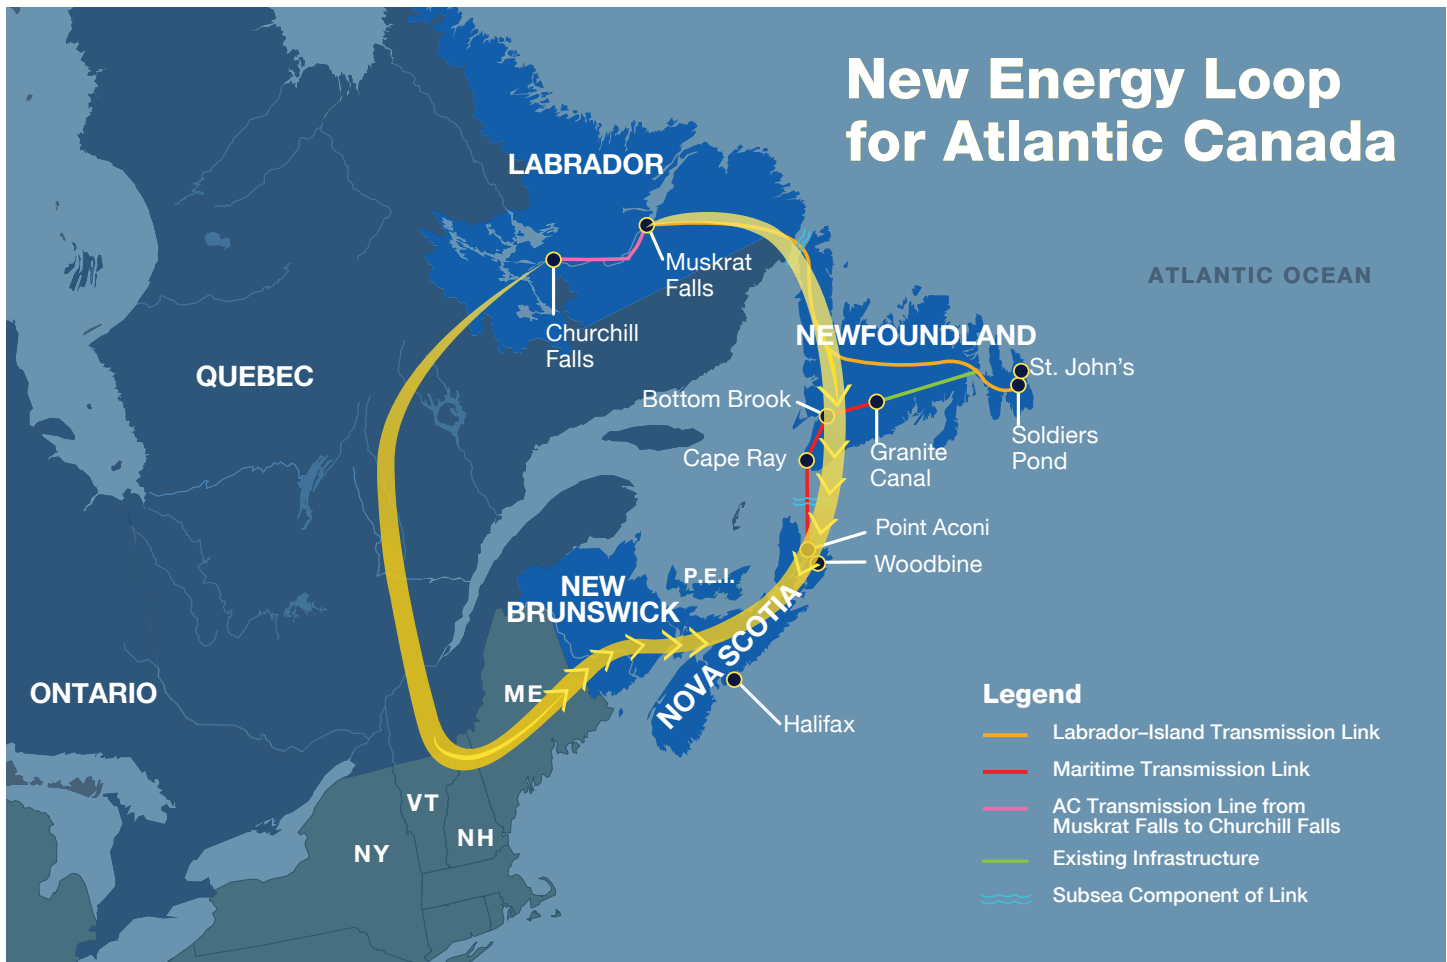 New Energy Loop
for Atlantic Canada
LABRADOR
Muskrat
Falls
ATLANTIC OCEAN
Churchill
Falls
NEWFOUNDLAND
QUEBEC
St. John’s
Bottom Brook
Soldiers
Pond
Cape Ray
Granite
Canal
Point Aconi
Woodbine
P.E.I.
NEW
BRUNSWICK
NOVA SCOTIA
ONTARIO
ME
Halifax
VT
NH
NY
Legend
Labrador–Island Transmission Link
Maritime Transmission Link
AC Transmission Line from
Muskrat Falls to Churchill Falls
Existing Infrastructure
Subsea Component of Link